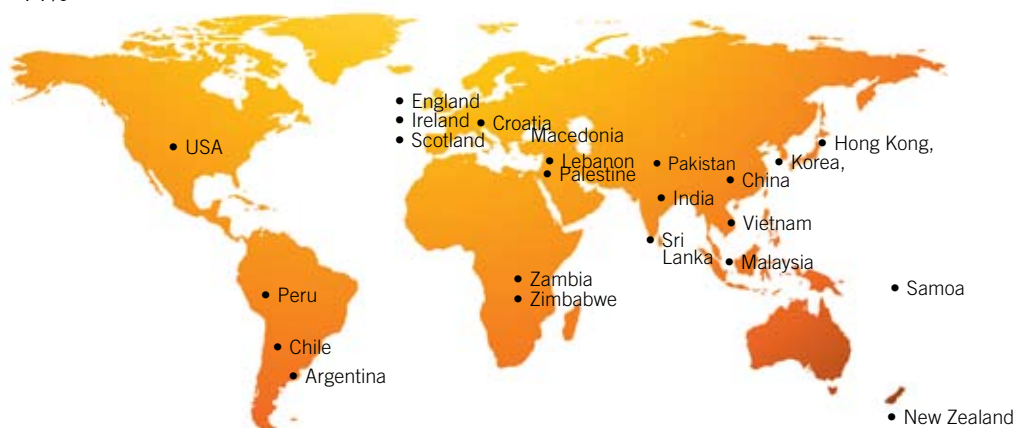 England
Ireland
Croatia
Scotland
Macedonia
USA
Hong Kong,
Lebanon
Pakistan
Korea,
Palestine
China
India
Vietnam
Sri
Lanka
Malaysia
Zambia
Samoa
Peru
Zimbabwe
Chile
Argentina
New Zealand